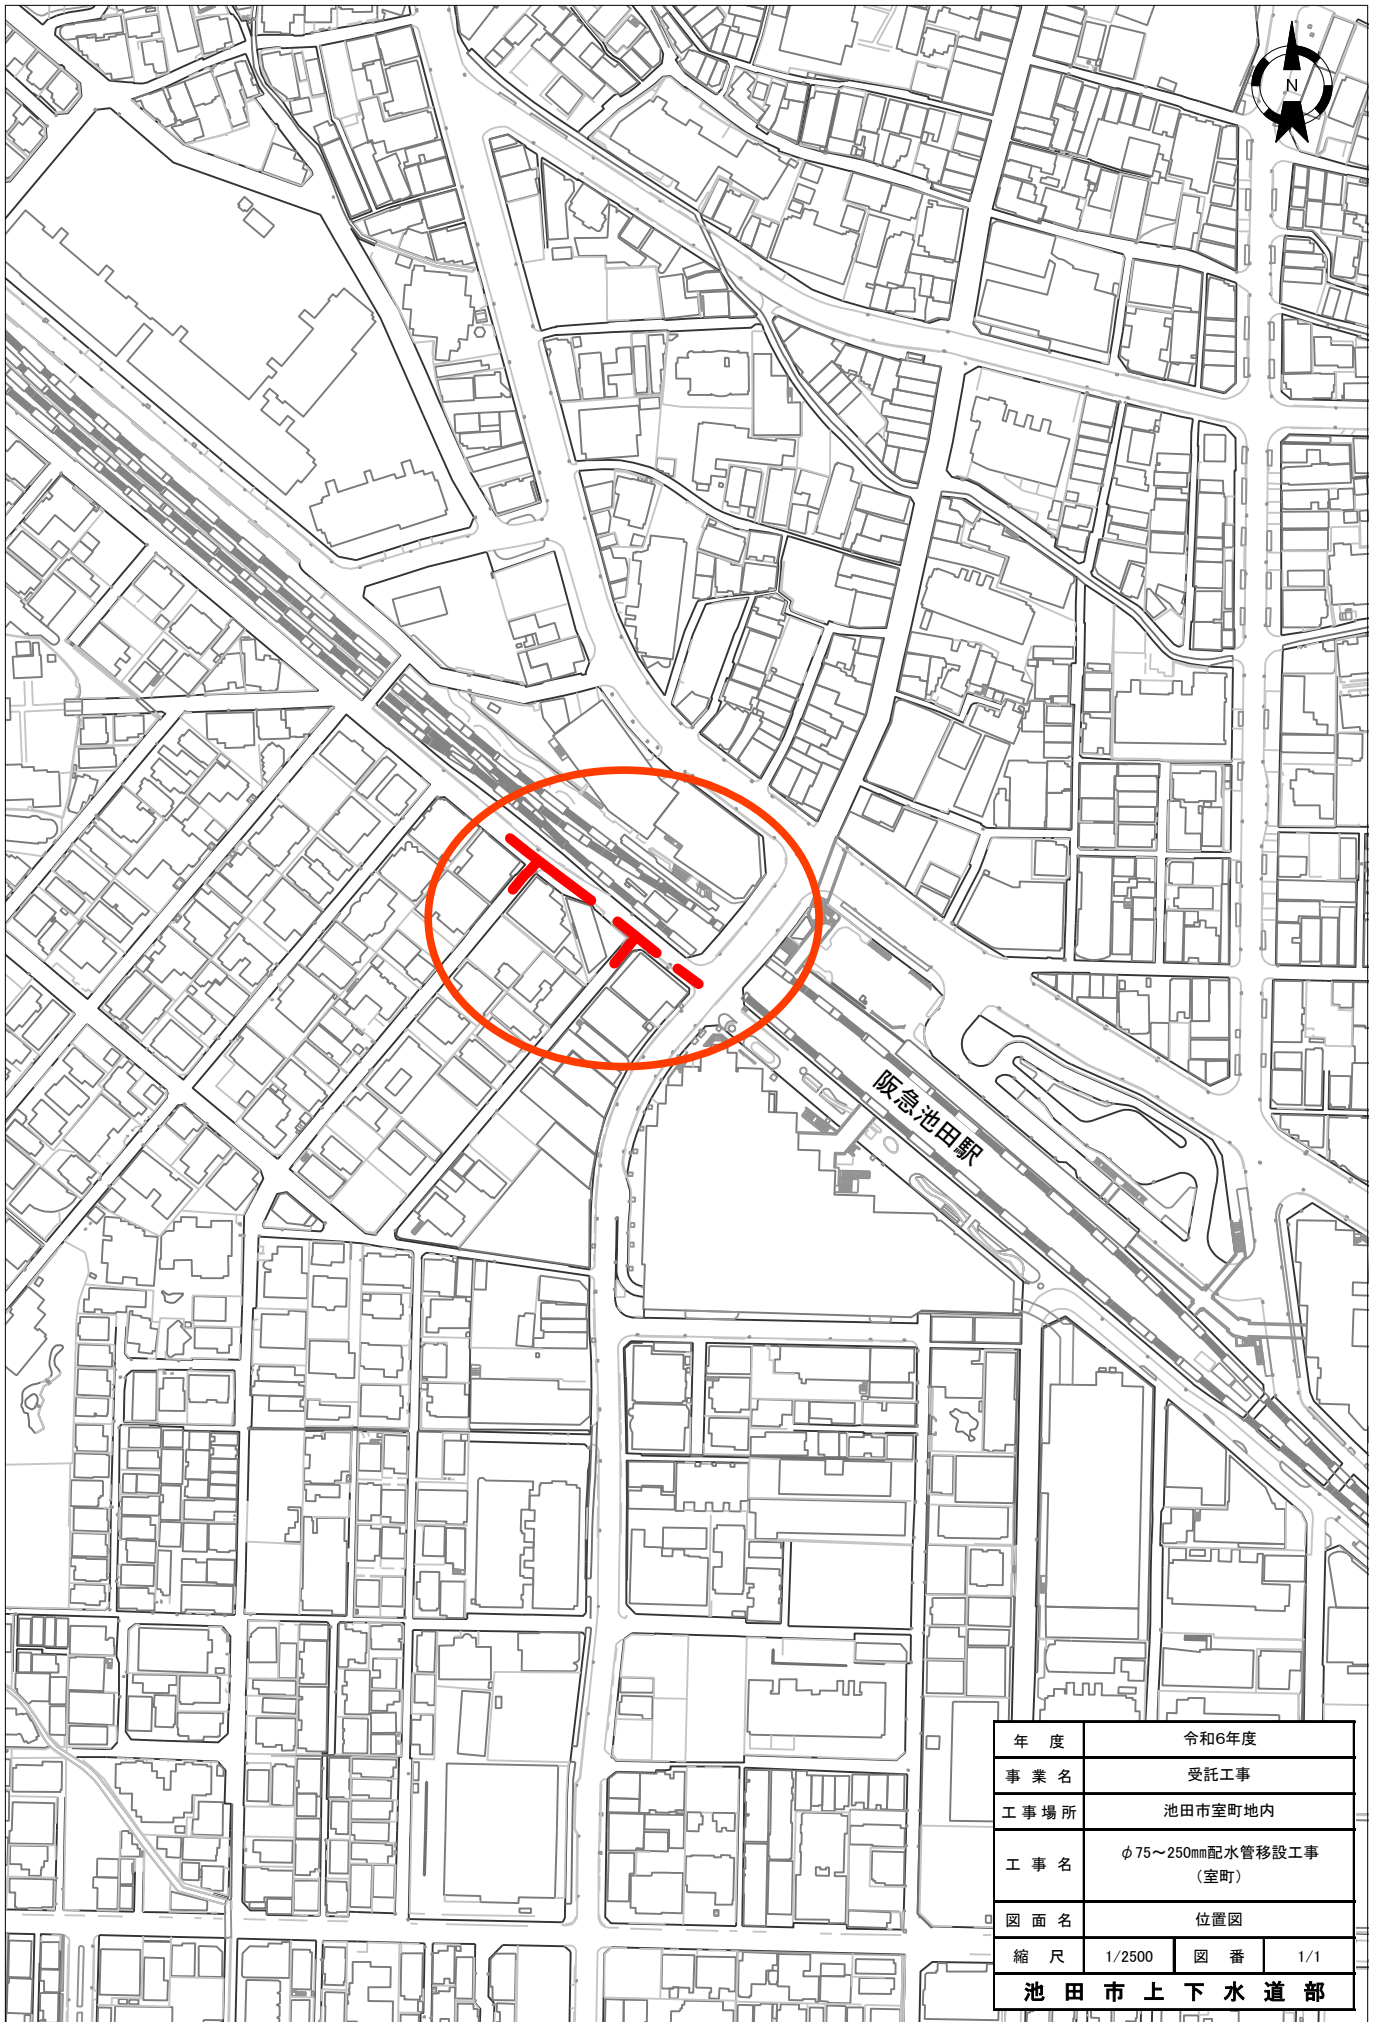 N
阪急池田駅
年 度 令和6年度
事 業 名 受託工事
工 事 場 所 池田市室町地内
工 事 名 φ75～250㎜配水管移設工事
（室町）
図 面 名 位置図
縮 尺 1/2500 図 番 1/1
池 田 市 上 下 水 道 部